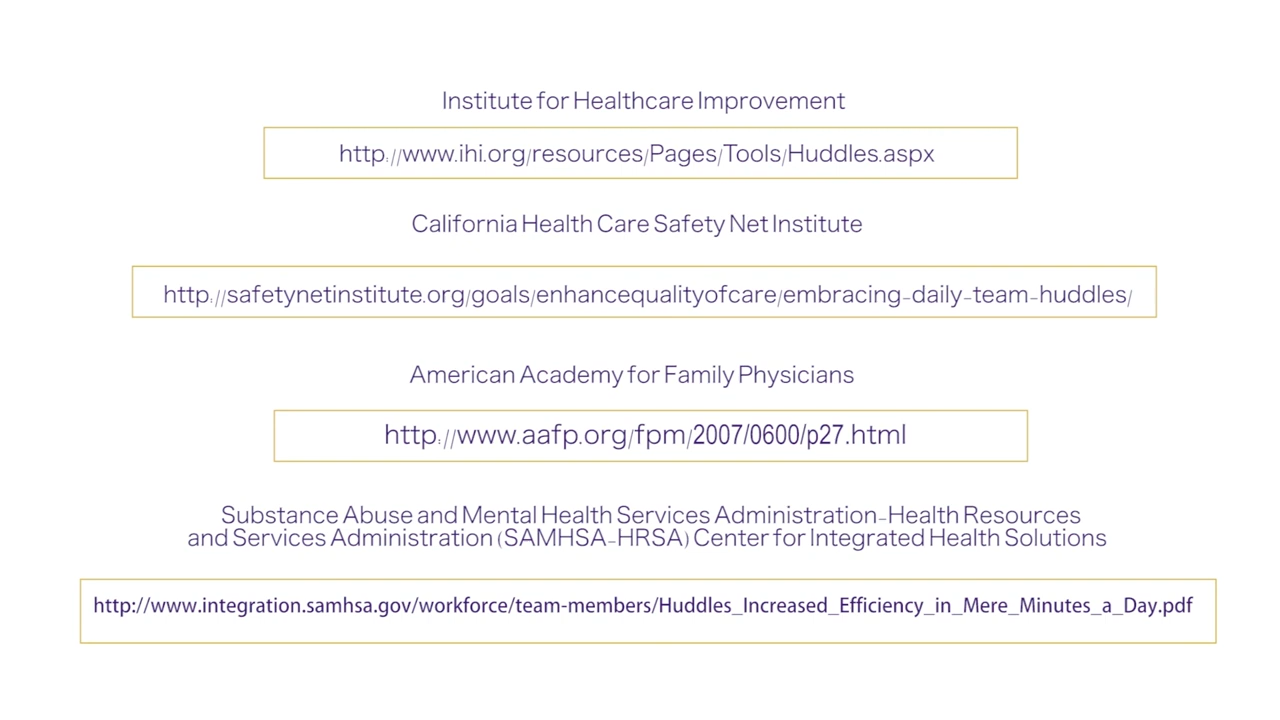 Institute for Healthcare Improvement
http://www.ihi.org/resources/Pages/Tools/Huddles.aspx
California Health Care Safety Net Institute
http://safetynetinstitute.org/goals/enhancequalityofcare/embracing-daily-team-huddles/
American Academy for Family Physicians
http://www.aafp.org/fpm/2007/0600/p27.html
Substance Abuse and Mental Health Services Administration-Health Resources
and Services Administration (SAMHSA-HRSA) Center for Integrated Health Solutions
http://www.integration.samhsa.gov/workforce/team-members/Huddles_Increased_Efficiency_in_Mere_Minutes_a_Day.pdf